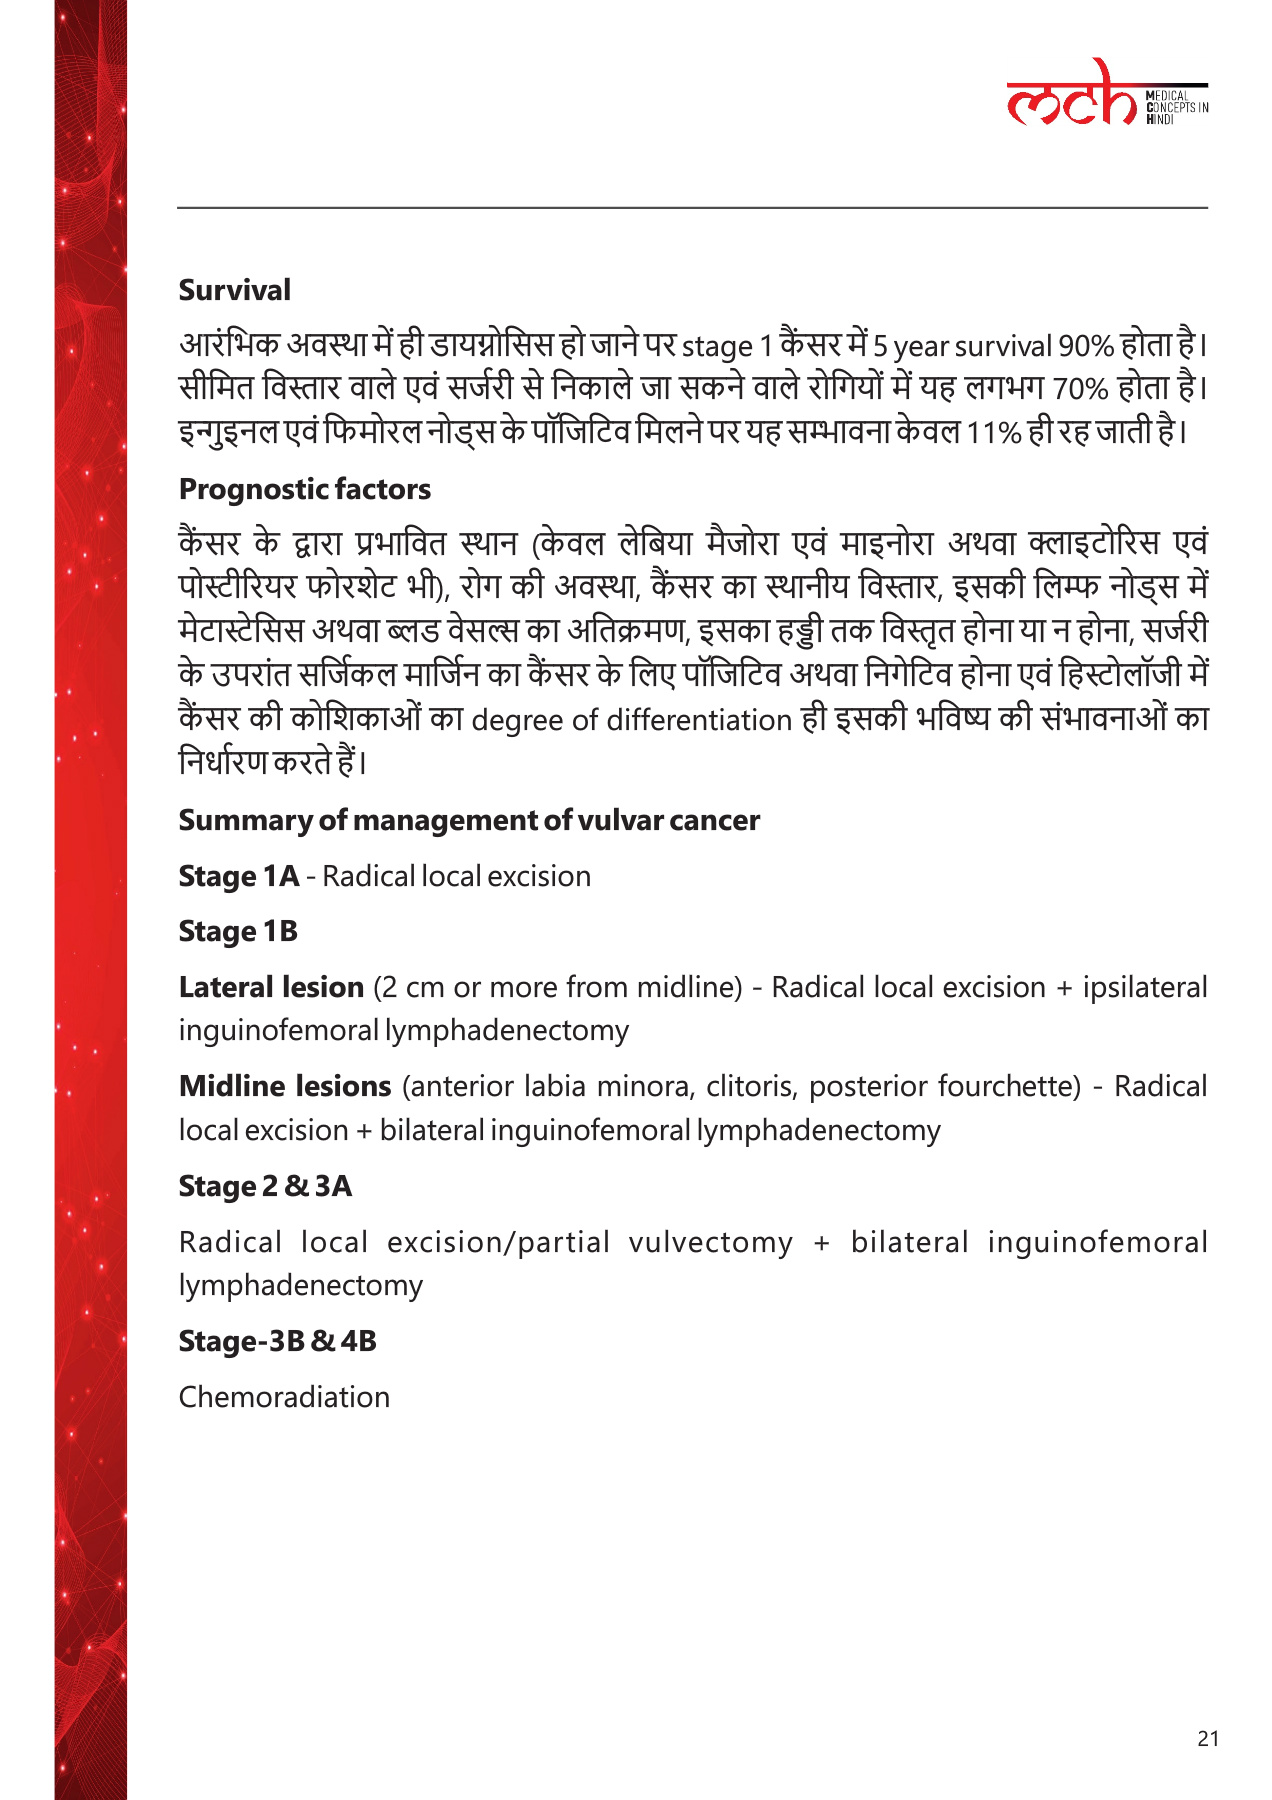 mch MEDICAL
CONCEPTS IN
HINDI
Survival
आरंभिक अवस्था में ही डायग्नोसिस हो जाने पर stage 1 कैंसर में 5 year survival 90% होता है।
सीमित विस्तार वाले एवं सर्जरी से निकाले जा सकने वाले रोगियों में यह लगभग 70% होता है।
इन्गुइनल एवं फिमोरल नोड्स के पॉजिटिव मिलने पर यह सम्भावना केवल 11% ही रह जाती है।
Prognostic factors
कैंसर के द्वारा प्रभावित स्थान (केवल लेबिया मैजोरा एवं माइनोरा अथवा क्लाइटोरिस एवं
पोस्टीरियर फोरशेट भी), रोग की अवस्था, कैंसर का स्थानीय विस्तार, इसकी लिम्फ नोड्स में
मेटास्टेसिस अथवा ब्लड वेसल्स का अतिक्रमण, इसका हड्डी तक विस्तृत होना या न होना, सर्जरी
के उपरांत सर्जिकल मार्जिन का कैंसर के लिए पॉजिटिव अथवा निगेटिव होना एवं हिस्टोलॉजी में
कैंसर की कोशिकाओं का degree of differentiation ही इसकी भविष्य की संभावनाओं का
निर्धारण करते हैं।
Summary of management of vulvar cancer
Stage 1A - Radical local excision
Stage 1B
Lateral lesion (2 cm or more from midline) - Radical local excision + ipsilateral
inguinofemoral lymphadenectomy
Midline lesions (anterior labia minora, clitoris, posterior fourchette) - Radical
local excision + bilateral inguinofemoral lymphadenectomy
Stage 2 & 3A
Radical local excision/partial vulvectomy + bilateral inguinofemoral
lymphadenectomy
Stage-3B & 4B
Chemoradiation
21